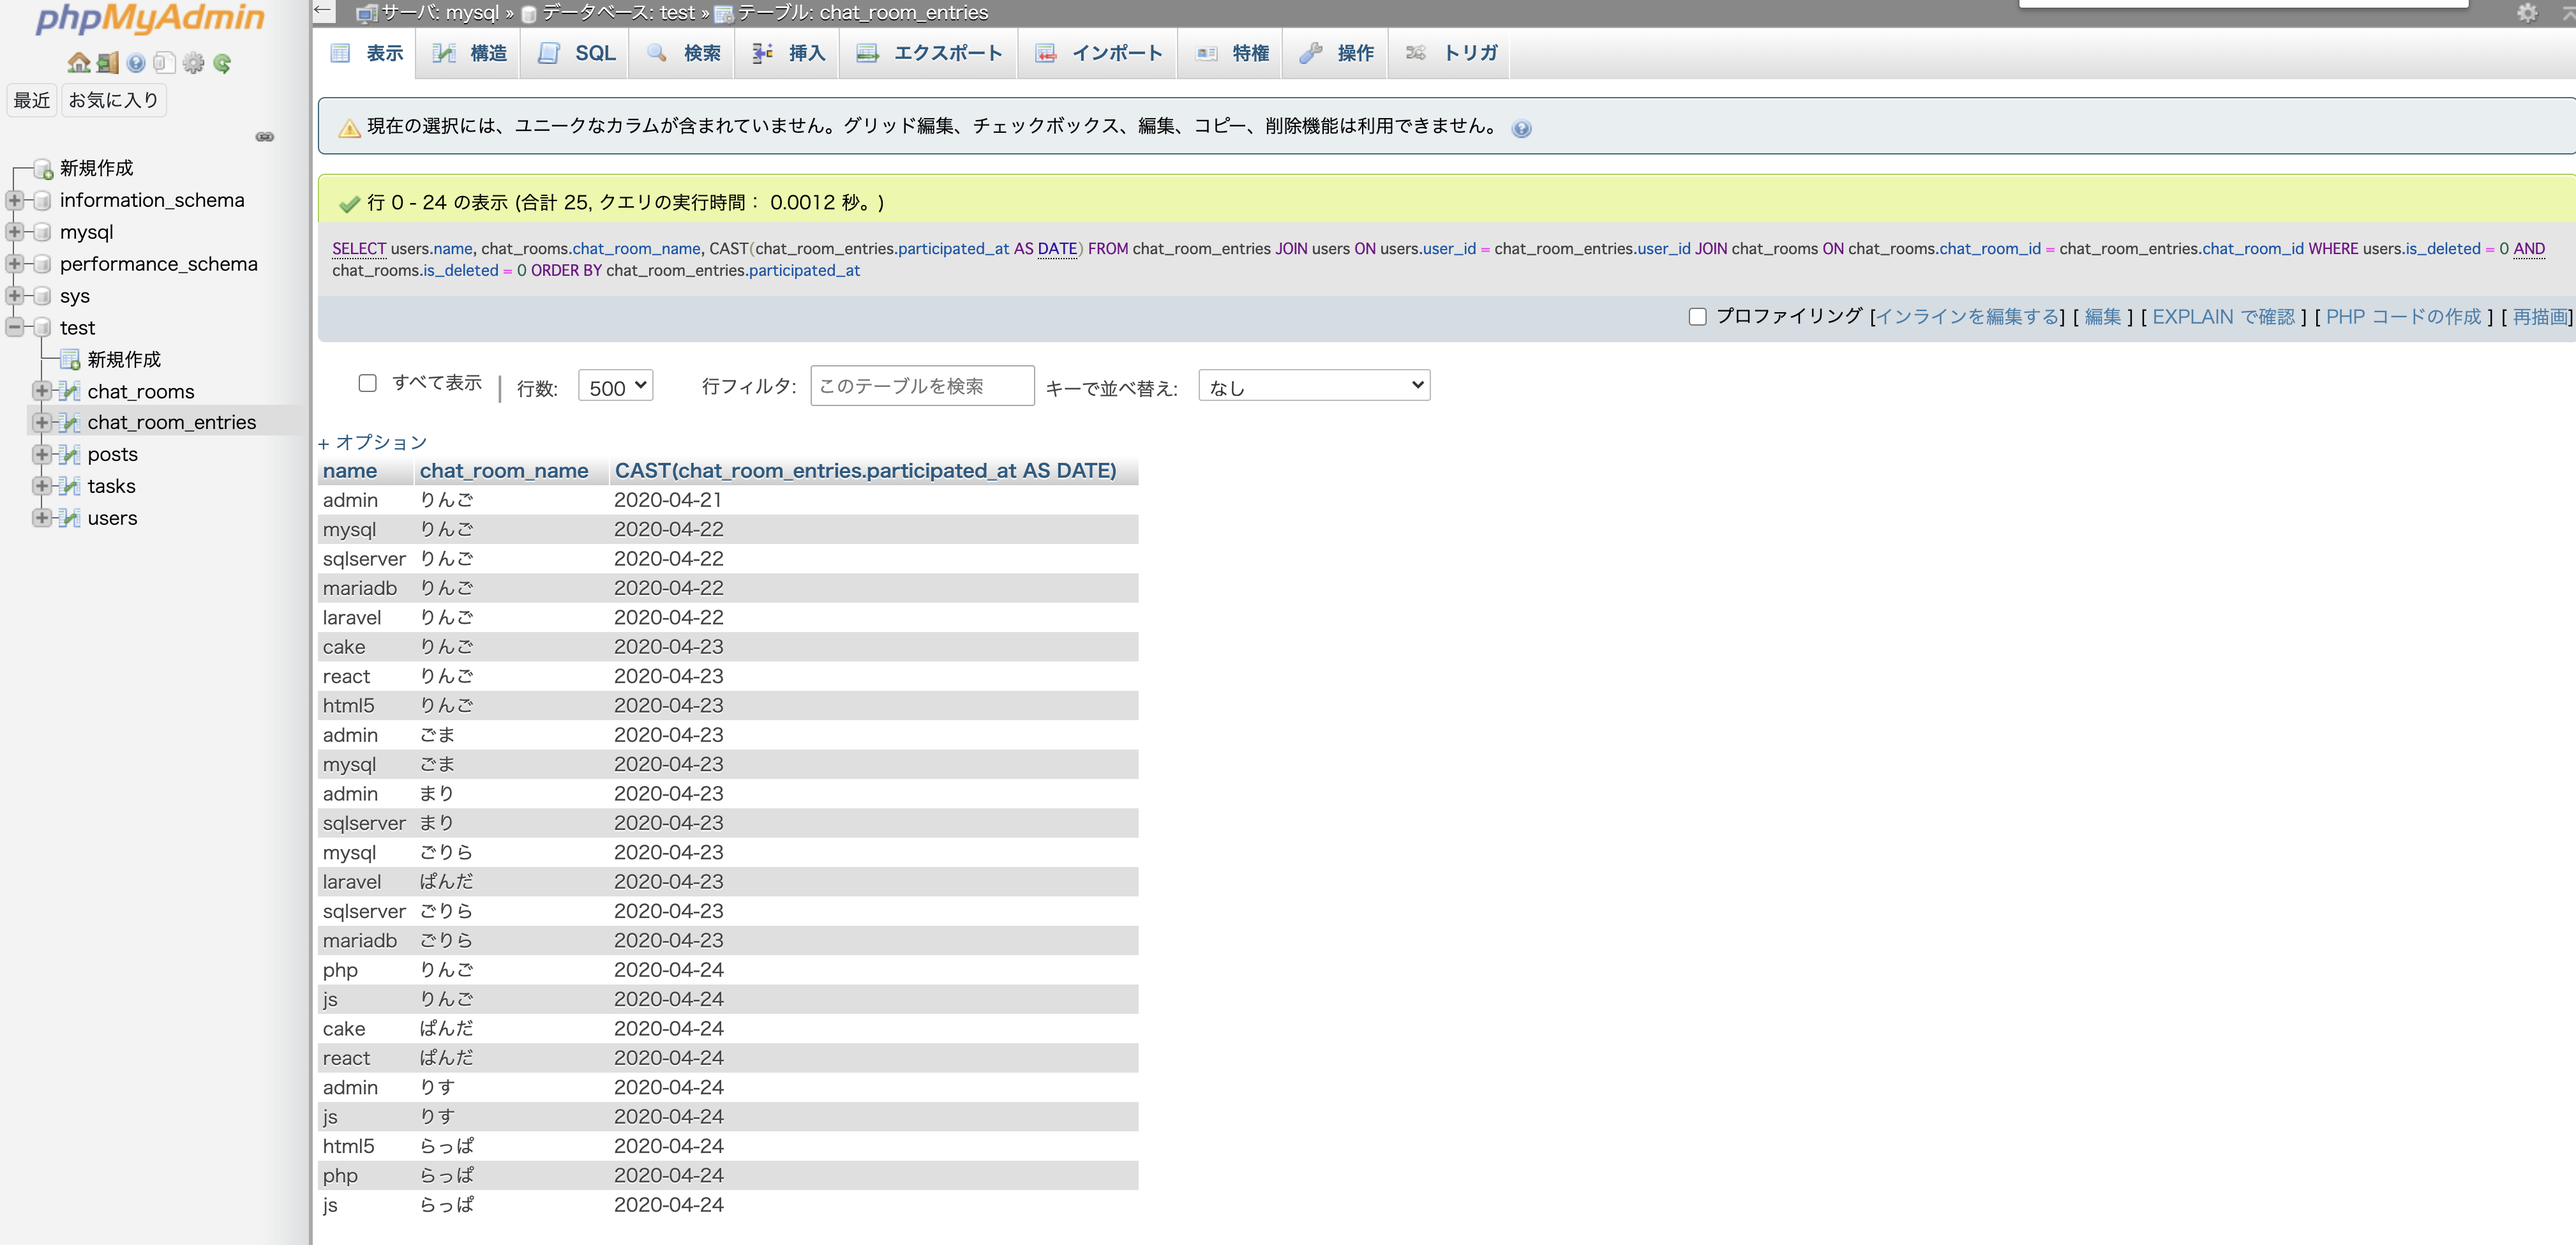 phpMyAdmin
最近 お気に入り
新規作成
information_schema
mysql
performance_schema
sys
test
新規作成
chat_rooms
chat_room_entries
posts
tasks
users
← サーバ: mysql » データベース: test » テーブル: chat_room_entries
表示 構造 SQL 検索 挿入 エクスポート インポート 特権 操作 トリガ
現在の選択には、ユニークなカラムが含まれていません。グリッド編集、チェックボックス、編集、コピー、削除機能は利用できません。
行 0 - 24 の表示 (合計 25, クエリの実行時間： 0.0012 秒。)
SELECT users.name, chat_rooms.chat_room_name, CAST(chat_room_entries.participated_at AS DATE) FROM chat_room_entries JOIN users ON users.user_id = chat_room_entries.user_id JOIN chat_rooms ON chat_rooms.chat_room_id = chat_room_entries.chat_room_id WHERE users.is_deleted = 0 AND
chat_rooms.is_deleted = 0 ORDER BY chat_room_entries.participated_at
プロファイリング [インラインを編集する] [ 編集 ] [ EXPLAIN で確認 ] [ PHP コードの作成 ] [ 再描画]
すべて表示 | 行数: 500 行フィルタ: このテーブルを検索 キーで並べ替え: なし
+ オプション
name chat_room_name CAST(chat_room_entries.participated_at AS DATE)
admin りんご 2020-04-21
mysql りんご 2020-04-22
sqlserver りんご 2020-04-22
mariadb りんご 2020-04-22
laravel りんご 2020-04-22
cake りんご 2020-04-23
react りんご 2020-04-23
html5 りんご 2020-04-23
admin ごま 2020-04-23
mysql ごま 2020-04-23
admin まり 2020-04-23
sqlserver まり 2020-04-23
mysql ごりら 2020-04-23
laravel ぱんだ 2020-04-23
sqlserver ごりら 2020-04-23
mariadb ごりら 2020-04-23
php りんご 2020-04-24
js りんご 2020-04-24
cake ぱんだ 2020-04-24
react ぱんだ 2020-04-24
admin りす 2020-04-24
js りす 2020-04-24
html5 らっぱ 2020-04-24
php らっぱ 2020-04-24
js らっぱ 2020-04-24